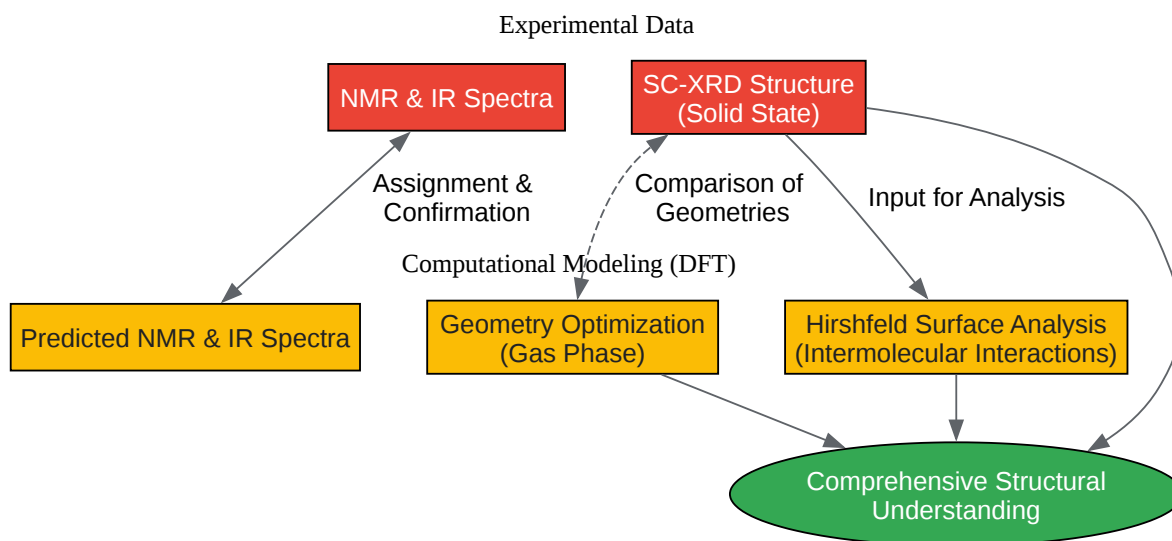 Experimental Data
NMR & IR Spectra
SC-XRD Structure
(Solid State)
Assignment &
Confirmation
Comparison of
Geometries
Input for Analysis
Computational Modeling (DFT)
Predicted NMR & IR Spectra
Geometry Optimization
(Gas Phase)
Hirshfeld Surface Analysis
(Intermolecular Interactions)
Comprehensive Structural
Understanding